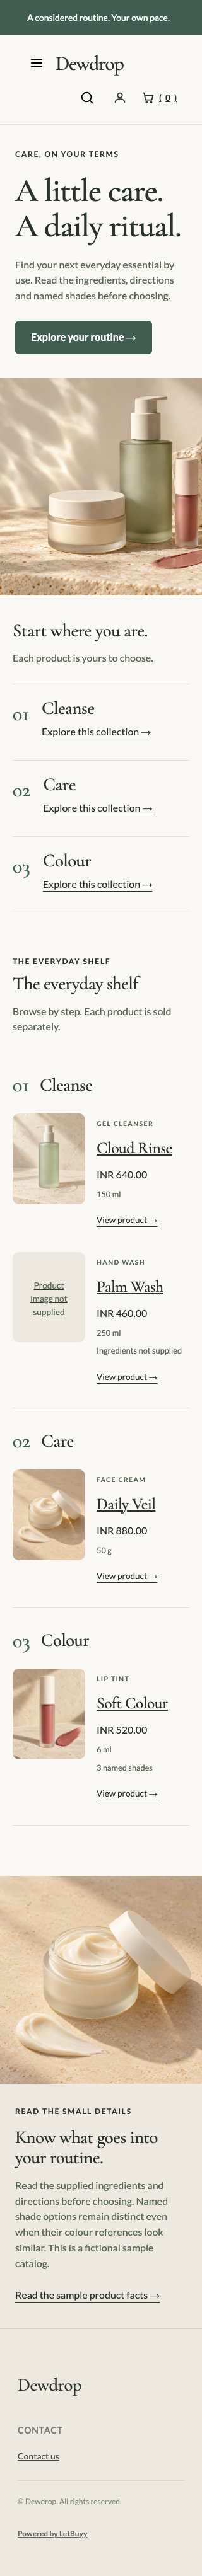 A considered routine. Your own pace.
Dewdrop
( 0 )
CARE, ON YOUR TERMS
A little care.
A daily ritual.
Find your next everyday essential by
use. Read the ingredients, directions
and named shades before choosing.
Explore your routine →
Start where you are.
Each product is yours to choose.
01 Cleanse
Explore this collection →
02 Care
Explore this collection →
03 Colour
Explore this collection →
THE EVERYDAY SHELF
The everyday shelf
Browse by step. Each product is sold
separately.
01 Cleanse
GEL CLEANSER
Cloud Rinse
INR 640.00
150 ml
View product →
Product
image not
supplied
HAND WASH
Palm Wash
INR 460.00
250 ml
Ingredients not supplied
View product →
02 Care
FACE CREAM
Daily Veil
INR 880.00
50 g
View product →
03 Colour
LIP TINT
Soft Colour
INR 520.00
6 ml
3 named shades
View product →
READ THE SMALL DETAILS
Know what goes into
your routine.
Read the supplied ingredients and
directions before choosing. Named
shade options remain distinct even
when their colour references look
similar. This is a fictional sample
catalog.
Read the sample product facts →
Dewdrop
CONTACT
Contact us
© Dewdrop. All rights reserved.
Powered by LetBuyy